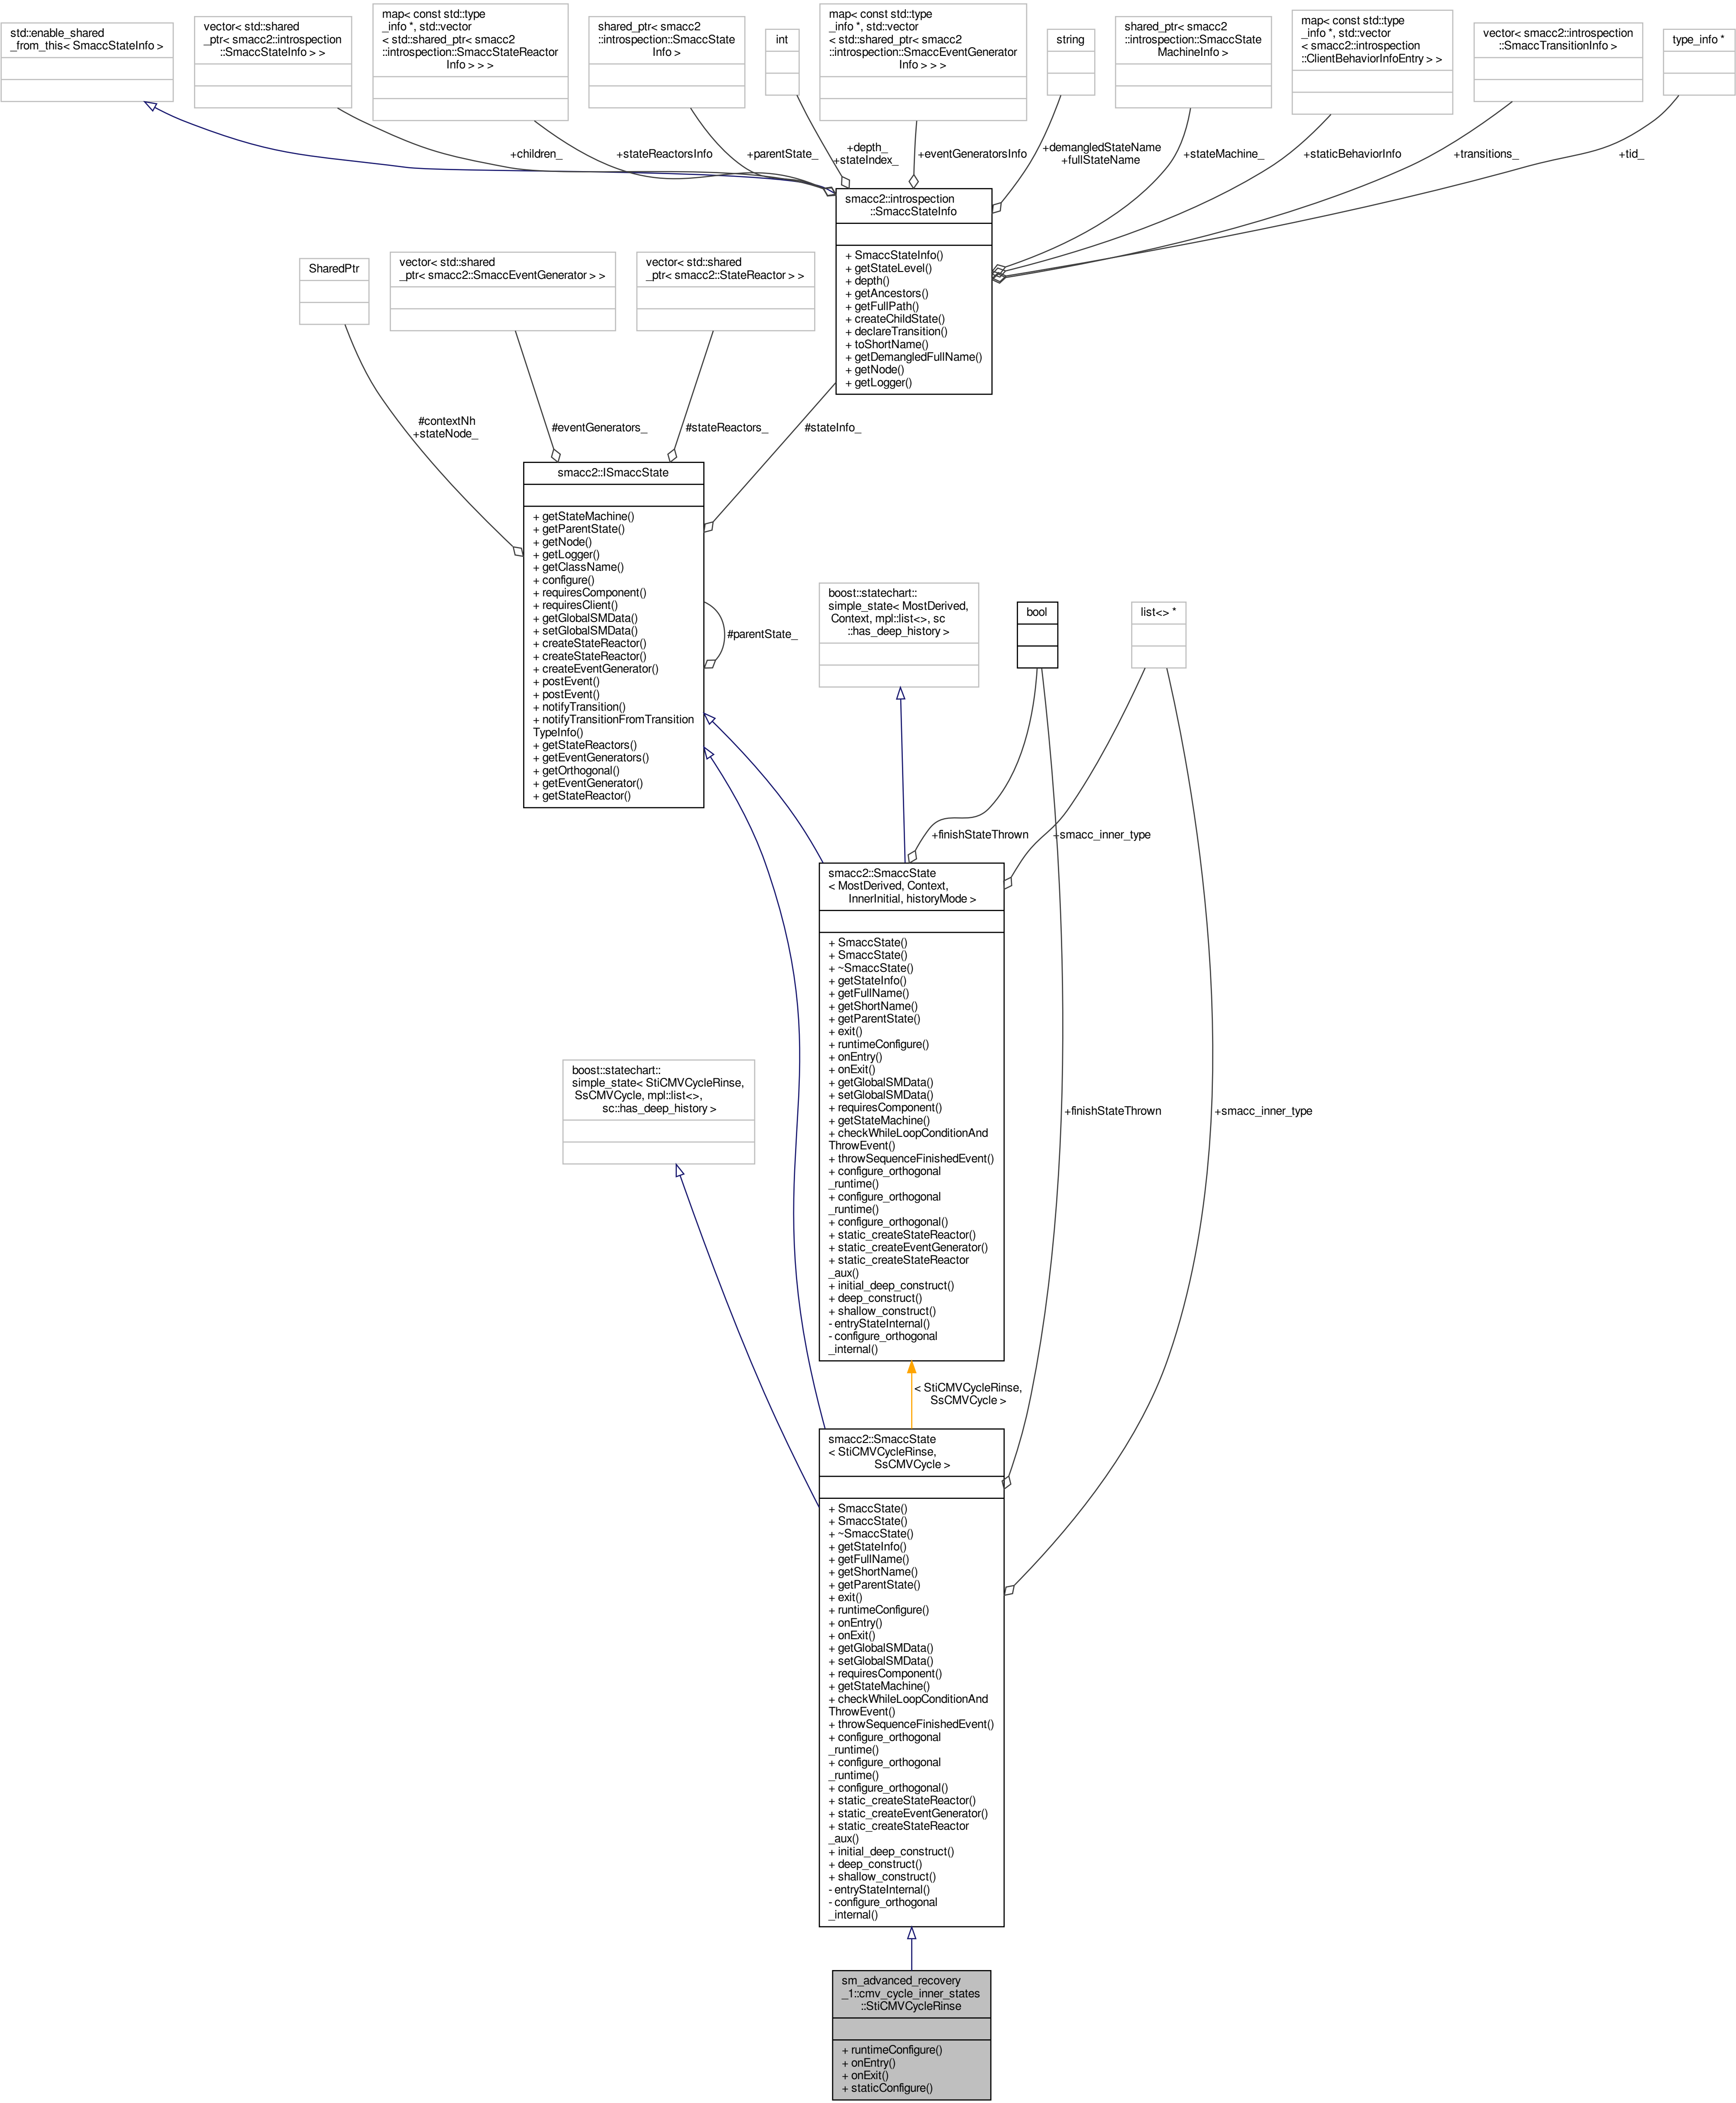 std::enable_shared
_from_this< SmaccStateInfo >
vector< std::shared
_ptr< smacc2::introspection
::SmaccStateInfo > >
map< const std::type
_info *, std::vector
< std::shared_ptr< smacc2
::introspection::SmaccStateReactor
Info > > >
shared_ptr< smacc2
::introspection::SmaccState
Info >
int
map< const std::type
_info *, std::vector
< std::shared_ptr< smacc2
::introspection::SmaccEventGenerator
Info > > >
string
shared_ptr< smacc2
::introspection::SmaccState
MachineInfo >
map< const std::type
_info *, std::vector
< smacc2::introspection
::ClientBehaviorInfoEntry > >
vector< smacc2::introspection
::SmaccTransitionInfo >
type_info *
+children_
+stateReactorsInfo
+parentState_
+depth_
+stateIndex_
+eventGeneratorsInfo
+demangledStateName
+fullStateName
+stateMachine_
+staticBehaviorInfo
+transitions_
+tid_
smacc2::introspection
::SmaccStateInfo
+ SmaccStateInfo()
+ getStateLevel()
+ depth()
+ getAncestors()
+ getFullPath()
+ createChildState()
+ declareTransition()
+ toShortName()
+ getDemangledFullName()
+ getNode()
+ getLogger()
SharedPtr
vector< std::shared
_ptr< smacc2::SmaccEventGenerator > >
vector< std::shared
_ptr< smacc2::StateReactor > >
#contextNh
+stateNode_
#eventGenerators_
#stateReactors_
#stateInfo_
smacc2::ISmaccState
+ getStateMachine()
+ getParentState()
+ getNode()
+ getLogger()
+ getClassName()
+ configure()
+ requiresComponent()
+ requiresClient()
+ getGlobalSMData()
+ setGlobalSMData()
+ createStateReactor()
+ createStateReactor()
+ createEventGenerator()
+ postEvent()
+ postEvent()
+ notifyTransition()
+ notifyTransitionFromTransition
TypeInfo()
+ getStateReactors()
+ getEventGenerators()
+ getOrthogonal()
+ getEventGenerator()
+ getStateReactor()
#parentState_
boost::statechart::
simple_state< MostDerived,
Context, mpl::list<>, sc
::has_deep_history >
bool
list<> *
+finishStateThrown
+smacc_inner_type
smacc2::SmaccState
< MostDerived, Context,
InnerInitial, historyMode >
+ SmaccState()
+ SmaccState()
+ ~SmaccState()
+ getStateInfo()
+ getFullName()
+ getShortName()
+ getParentState()
+ exit()
+ runtimeConfigure()
+ onEntry()
+ onExit()
+ getGlobalSMData()
+ setGlobalSMData()
+ requiresComponent()
+ getStateMachine()
+ checkWhileLoopConditionAnd
ThrowEvent()
+ throwSequenceFinishedEvent()
+ configure_orthogonal
_runtime()
+ configure_orthogonal
_runtime()
+ configure_orthogonal()
+ static_createStateReactor()
+ static_createEventGenerator()
+ static_createStateReactor
_aux()
+ initial_deep_construct()
+ deep_construct()
+ shallow_construct()
- entryStateInternal()
- configure_orthogonal
_internal()
boost::statechart::
simple_state< StiCMVCycleRinse,
SsCMVCycle, mpl::list<>,
sc::has_deep_history >
+finishStateThrown
+smacc_inner_type
< StiCMVCycleRinse,
SsCMVCycle >
smacc2::SmaccState
< StiCMVCycleRinse,
SsCMVCycle >
+ SmaccState()
+ SmaccState()
+ ~SmaccState()
+ getStateInfo()
+ getFullName()
+ getShortName()
+ getParentState()
+ exit()
+ runtimeConfigure()
+ onEntry()
+ onExit()
+ getGlobalSMData()
+ setGlobalSMData()
+ requiresComponent()
+ getStateMachine()
+ checkWhileLoopConditionAnd
ThrowEvent()
+ throwSequenceFinishedEvent()
+ configure_orthogonal
_runtime()
+ configure_orthogonal
_runtime()
+ configure_orthogonal()
+ static_createStateReactor()
+ static_createEventGenerator()
+ static_createStateReactor
_aux()
+ initial_deep_construct()
+ deep_construct()
+ shallow_construct()
- entryStateInternal()
- configure_orthogonal
_internal()
sm_advanced_recovery
_1::cmv_cycle_inner_states
::StiCMVCycleRinse
+ runtimeConfigure()
+ onEntry()
+ onExit()
+ staticConfigure()